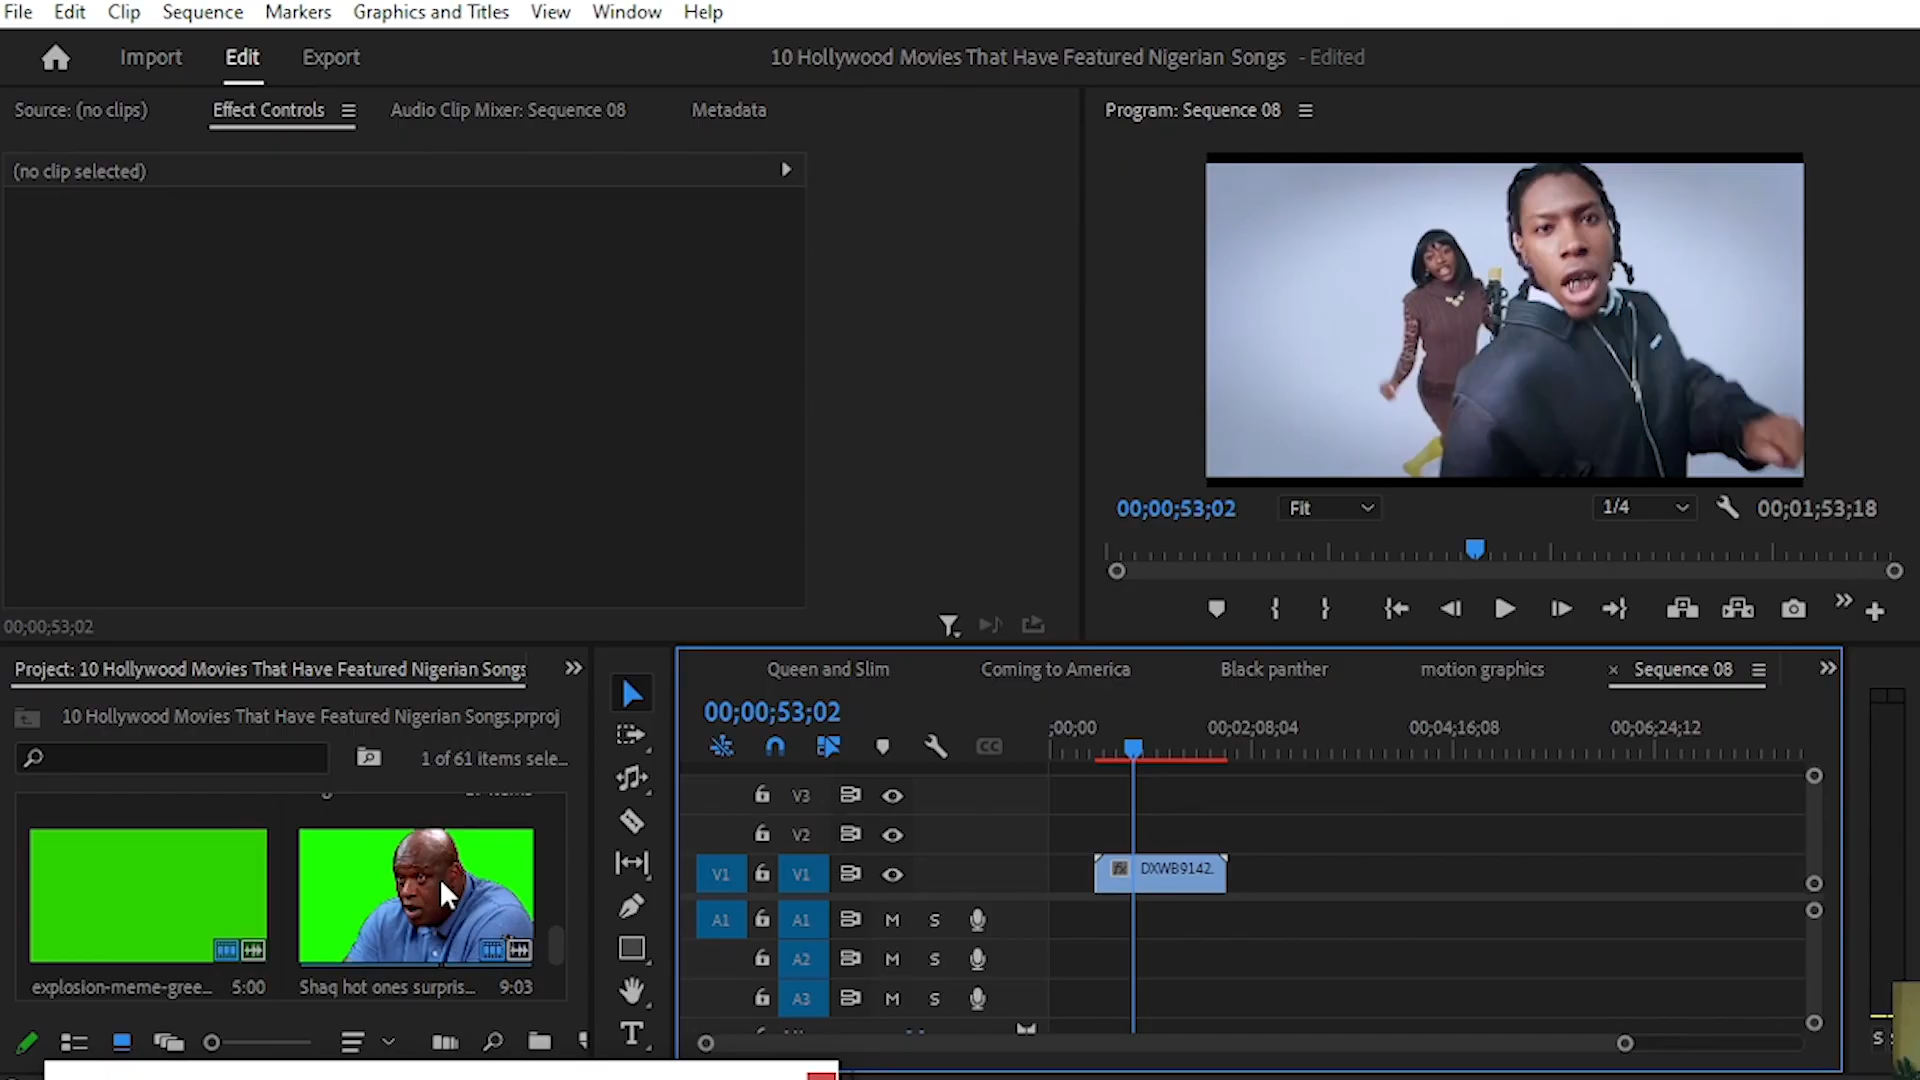 File Edit Clip Sequence Markers Graphics and Titles View Window Help
Import Edit Export 10 Hollywood Movies That Have Featured Nigerian Songs - Edited
Source: (no clips) Effect Controls Audio Clip Mixer: Sequence 08 Metadata Program: Sequence 08
(no clip selected)
00;00;53;02 Fit 1/4 00;01;53;18
00;00;53;02
Project: 10 Hollywood Movies That Have Featured Nigerian Songs
10 Hollywood Movies That Have Featured Nigerian Songs.prproj
1 of 61 items sele...
explosion-meme-gree... 5:00 Shaq hot ones surpris... 9:03
T
Queen and Slim Coming to America Black panther motion graphics × Sequence 08
00;00;53;02
;00;00 00;02;08;04 00;04;16;08 00;06;24;12
CC
V3
V2
V1 V1 fx DXWB9142.
A1 A1 M S
A2 M S
A3 M S
S